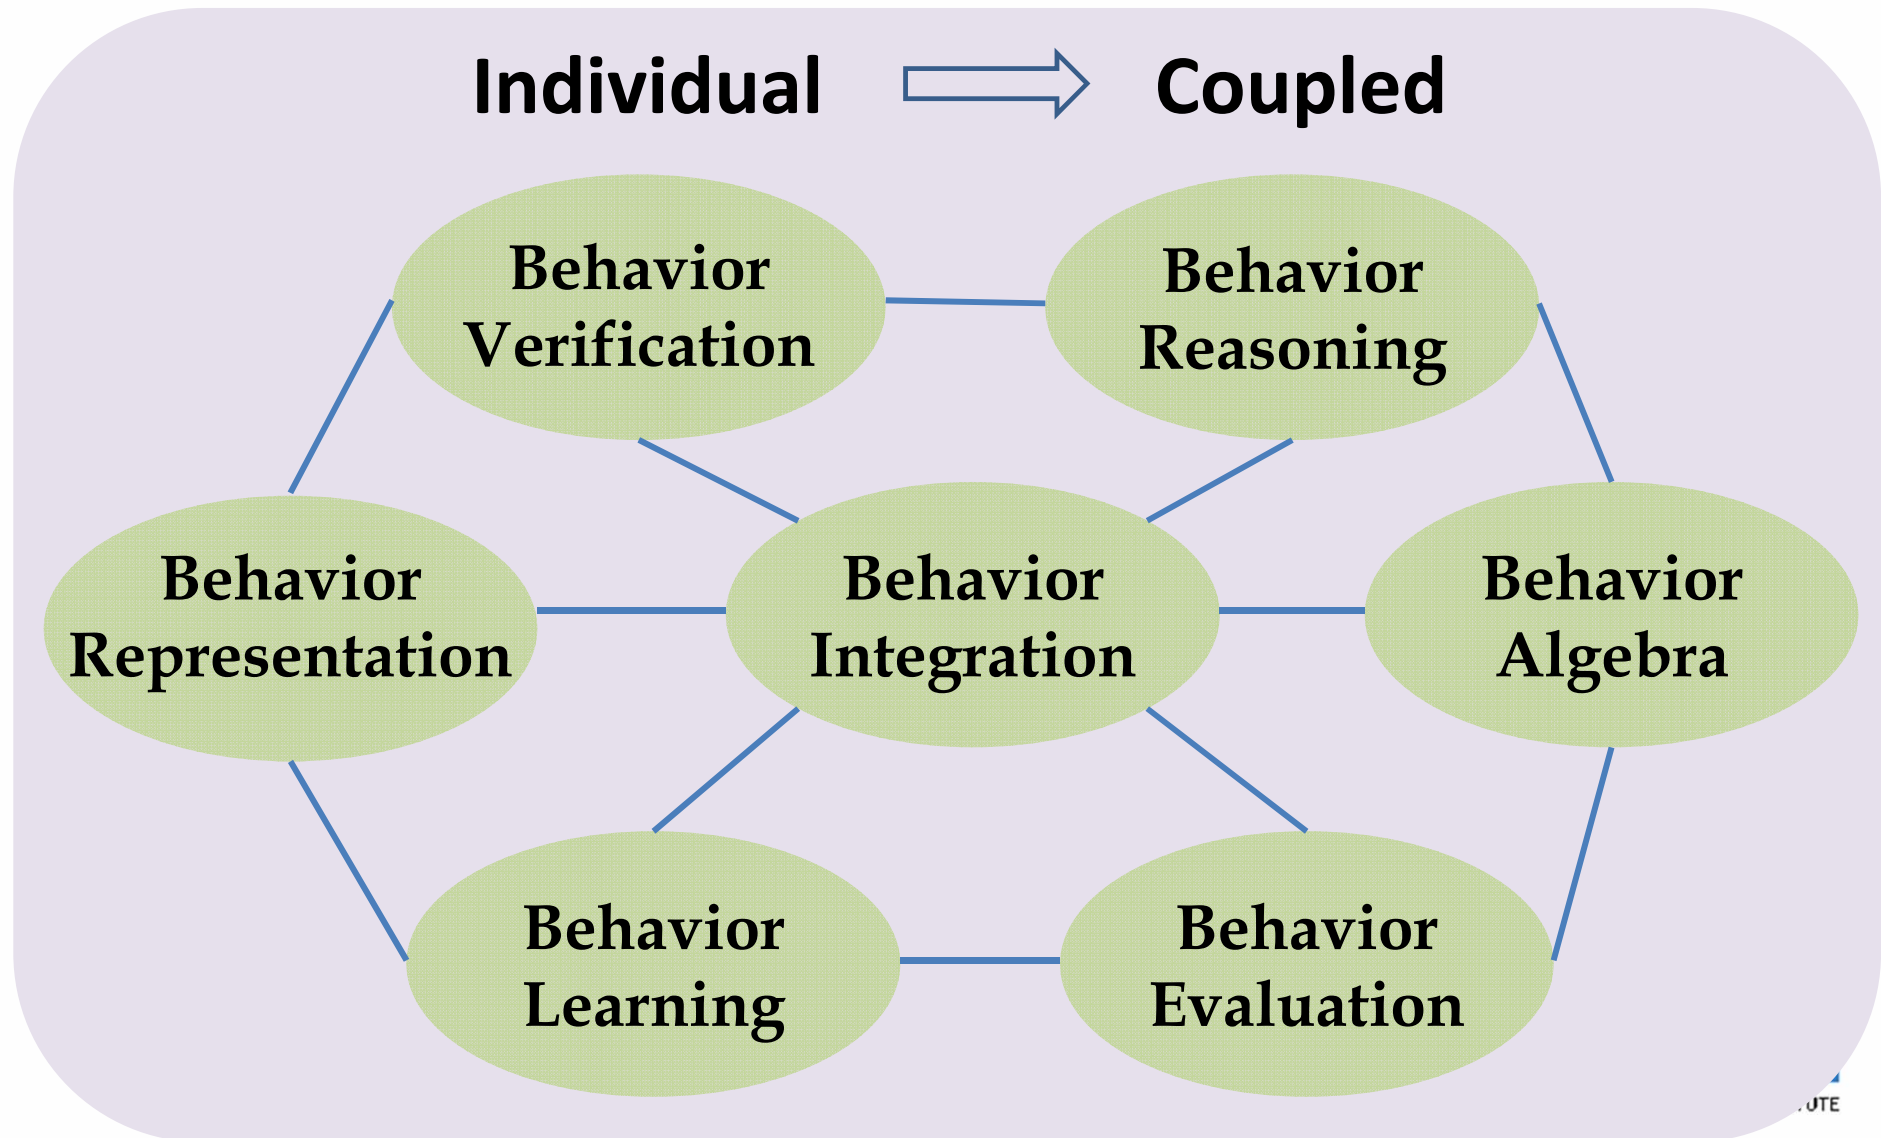 Individual Coupled
Behavior
Verification
Behavior
Reasoning
Behavior
Representation
Behavior
Integration
Behavior
Algebra
Behavior
Learning
Behavior
Evaluation